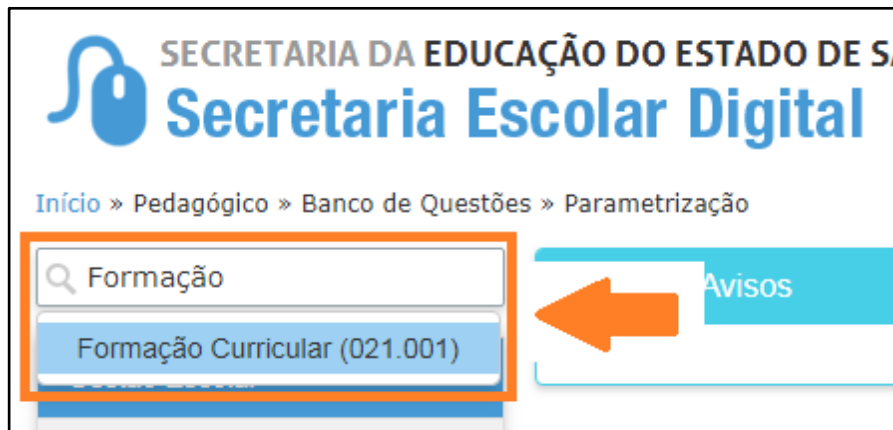 SECRETARIA DA EDUCAÇÃO DO ESTADO DE
Secretaria Escolar Digital
Início » Pedagógico » Banco de Questões » Parametrização
Formação
Avisos
Formação Curricular (021.001)